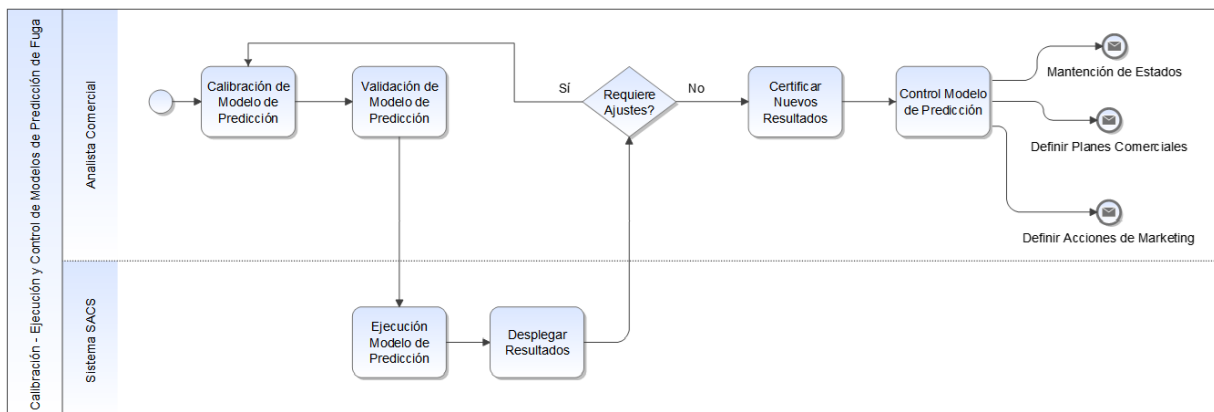 Calibración - Ejecución y Control de Modelos de Predicción de Fuga
Analista Comercial
Calibración de
Modelo de
Predicción
Validación de
Modelo de
Predicción
Sí
Requiere
Ajustes?
No
Certificar
Nuevos
Resultados
Control Modelo
de Predicción
Mantención de Estados
Definir Planes Comerciales
Definir Acciones de Marketing
Sistema SACS
Ejecución
Modelo de
Predicción
Desplegar
Resultados